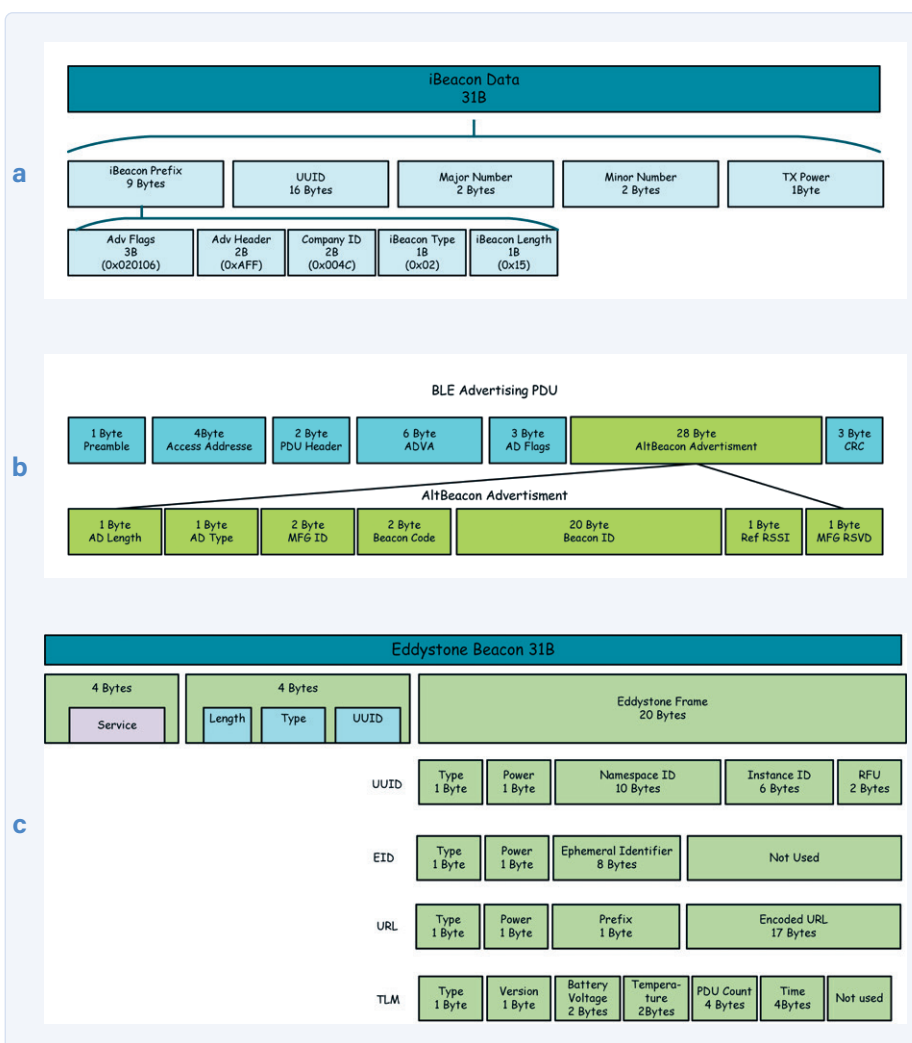 iBeacon Data
31B
a
iBeacon Prefix
9 Bytes
UUID
16 Bytes
Major Number
2 Bytes
Minor Number
2 Bytes
TX Power
1Byte
Adv Flags
3B
(0x020106)
Adv Header
2B
(0xAFF)
Company ID
2B
(0x004C)
iBeacon Type
1B
(0x02)
iBeacon Length
1B
(0x15)
b
BLE Advertising PDU
1 Byte
Preamble
4Byte
Access Addresse
2 Byte
PDU Header
6 Byte
ADVA
3 Byte
AD Flags
28 Byte
AltBeacon Advertisment
3 Byte
CRC
AltBeacon Advertisment
1 Byte
AD Length
1 Byte
AD Type
2 Byte
MFG ID
2 Byte
Beacon Code
20 Byte
Beacon ID
1 Byte
Ref RSSI
1 Byte
MFG RSVD
c
Eddystone Beacon 31B
4 Bytes
Service
4 Bytes
Length
Type
UUID
Eddystone Frame
20 Bytes
UUID
Type
1 Byte
Power
1 Byte
Namespace ID
10 Bytes
Instance ID
6 Bytes
RFU
2 Bytes
EID
Type
1 Byte
Power
1 Byte
Ephemeral Identifier
8 Bytes
Not Used
URL
Type
1 Byte
Power
1 Byte
Prefix
1 Byte
Encoded URL
17 Bytes
TLM
Type
1 Byte
Version
1 Byte
Battery
Voltage
2 Bytes
Tempera-
ture
2Bytes
PDU Count
4 Bytes
Time
4Bytes
Not used